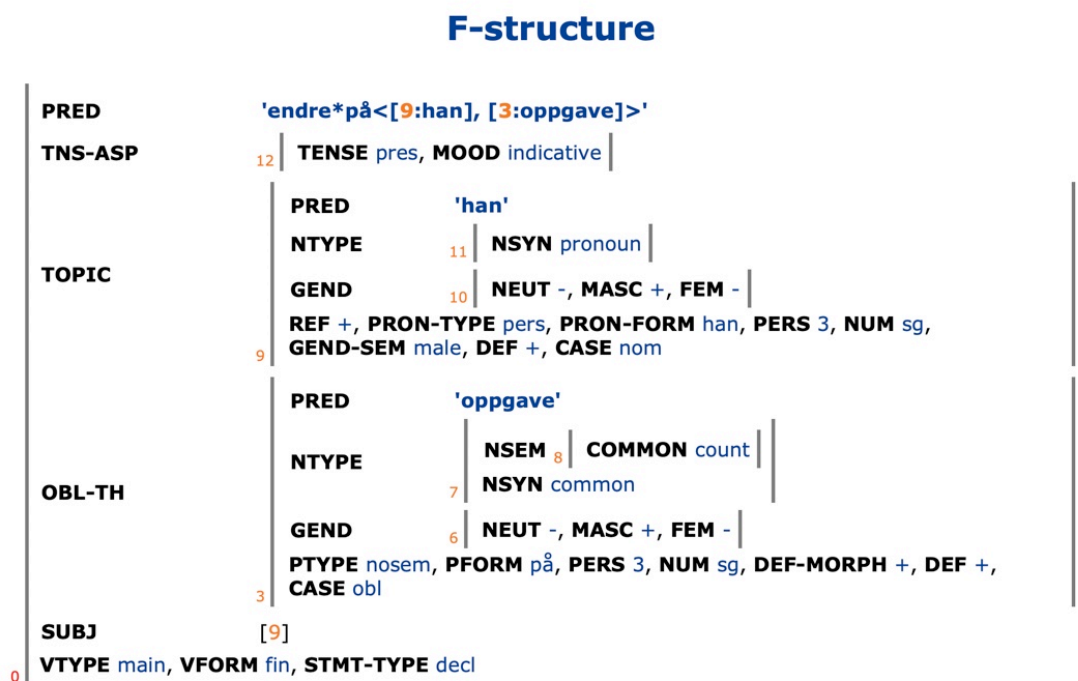 F-structure
PRED 'endre*på<[9:han], [3:oppgave]>'
TNS-ASP 12 TENSE pres, MOOD indicative
PRED 'han'
NTYPE 11 NSYN pronoun
TOPIC
GEND 10 NEUT -, MASC +, FEM -
REF +, PRON-TYPE pers, PRON-FORM han, PERS 3, NUM sg,
9 GEND-SEM male, DEF +, CASE nom
PRED 'oppgave'
NSEM 8 COMMON count
NTYPE
7 NSYN common
OBL-TH
GEND 6 NEUT -, MASC +, FEM -
PTYPE nosem, PFORM på, PERS 3, NUM sg, DEF-MORPH +, DEF +,
3 CASE obl
SUBJ [9]
0 VTYPE main, VFORM fin, STMT-TYPE decl